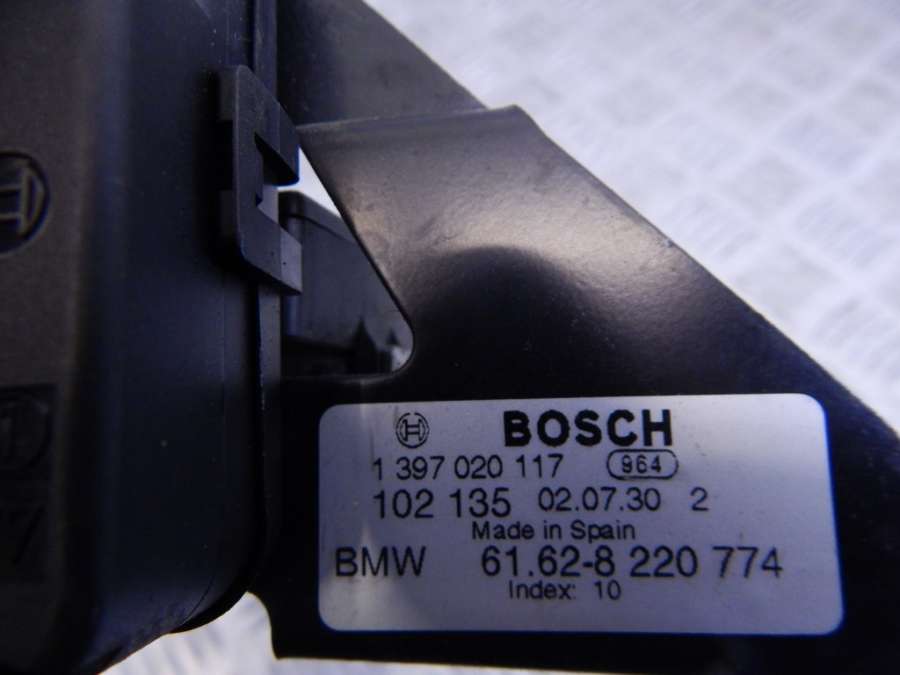 BOSCH
1 397 020 117 964
102 135 02.07.30 2
Made in Spain
BMW 61.62-8 220 774
Index: 10
7